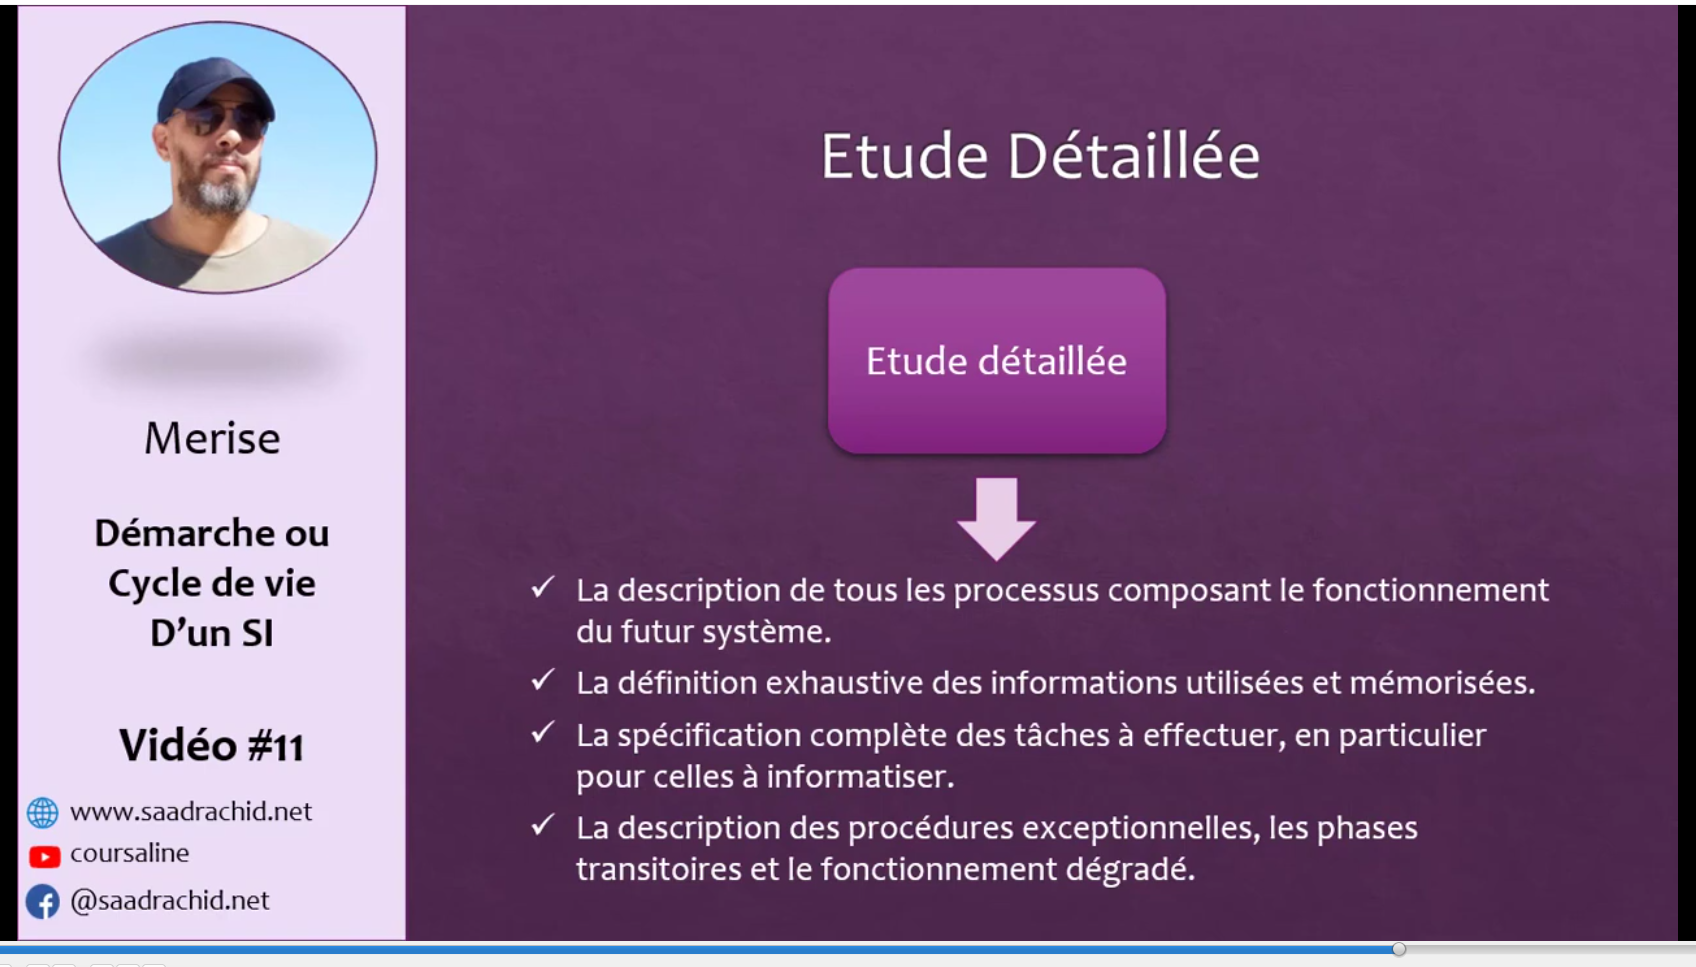 Merise
Démarche ou
Cycle de vie
D’un SI
Vidéo #11
www.saadrachid.net
coursaline
@saadrachid.net
Etude Détaillée
Etude détaillée
✓ La description de tous les processus composant le fonctionnement
du futur système.
✓ La définition exhaustive des informations utilisées et mémorisées.
✓ La spécification complète des tâches à effectuer, en particulier
pour celles à informatiser.
✓ La description des procédures exceptionnelles, les phases
transitoires et le fonctionnement dégradé.